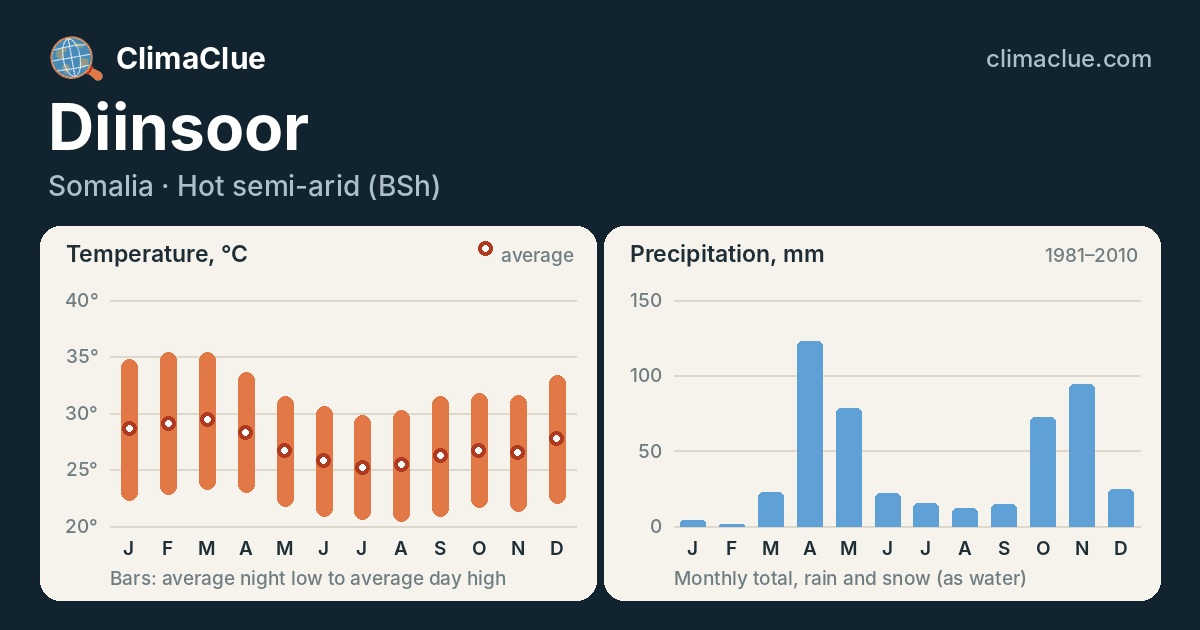 ClimaClue
climaclue.com
Diinsoor
Somalia · Hot semi-arid (BSh)
Temperature, °C
average
40°
35°
30°
25°
20°
J F M A M J J A S O N D
Bars: average night low to average day high
Precipitation, mm
1981–2010
150
100
50
0
J F M A M J J A S O N D
Monthly total, rain and snow (as water)